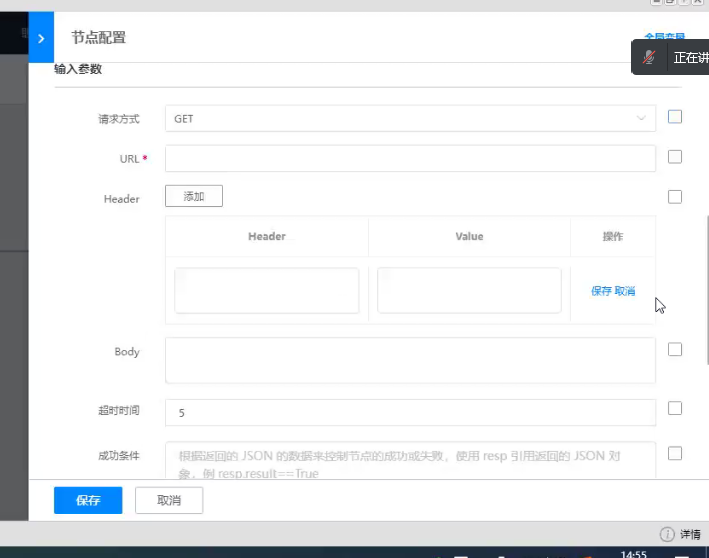 节点配置
全局变量
正在讲
输入参数
请求方式
GET
URL *
Header
添加
Header
Value
操作
保存 取消
Body
超时时间
5
成功条件
根据返回的 JSON 的数据来控制节点的成功或失败，使用 resp 引用返回的 JSON 对
象，例 resp.result==True
保存
取消
详情
14:55